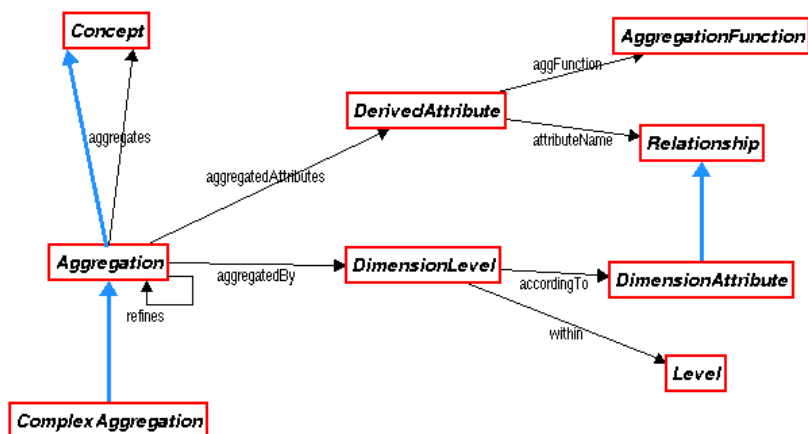 Concept
AggregationFunction
aggFunction
DerivedAttribute
aggregates
attributeName
Relationship
aggregatedAttributes
Aggregation
aggregatedBy
DimensionLevel
accordingTo
DimensionAttribute
refines
within
Level
ComplexAggregation